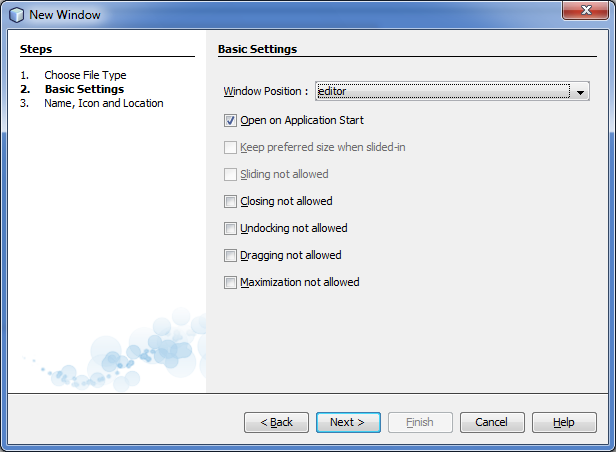 New Window
Steps
1. Choose File Type
2. Basic Settings
3. Name, Icon and Location
Basic Settings
Window Position : editor
Open on Application Start
Keep preferred size when slided-in
Sliding not allowed
Closing not allowed
Undocking not allowed
Dragging not allowed
Maximization not allowed
< Back Next > Finish Cancel Help